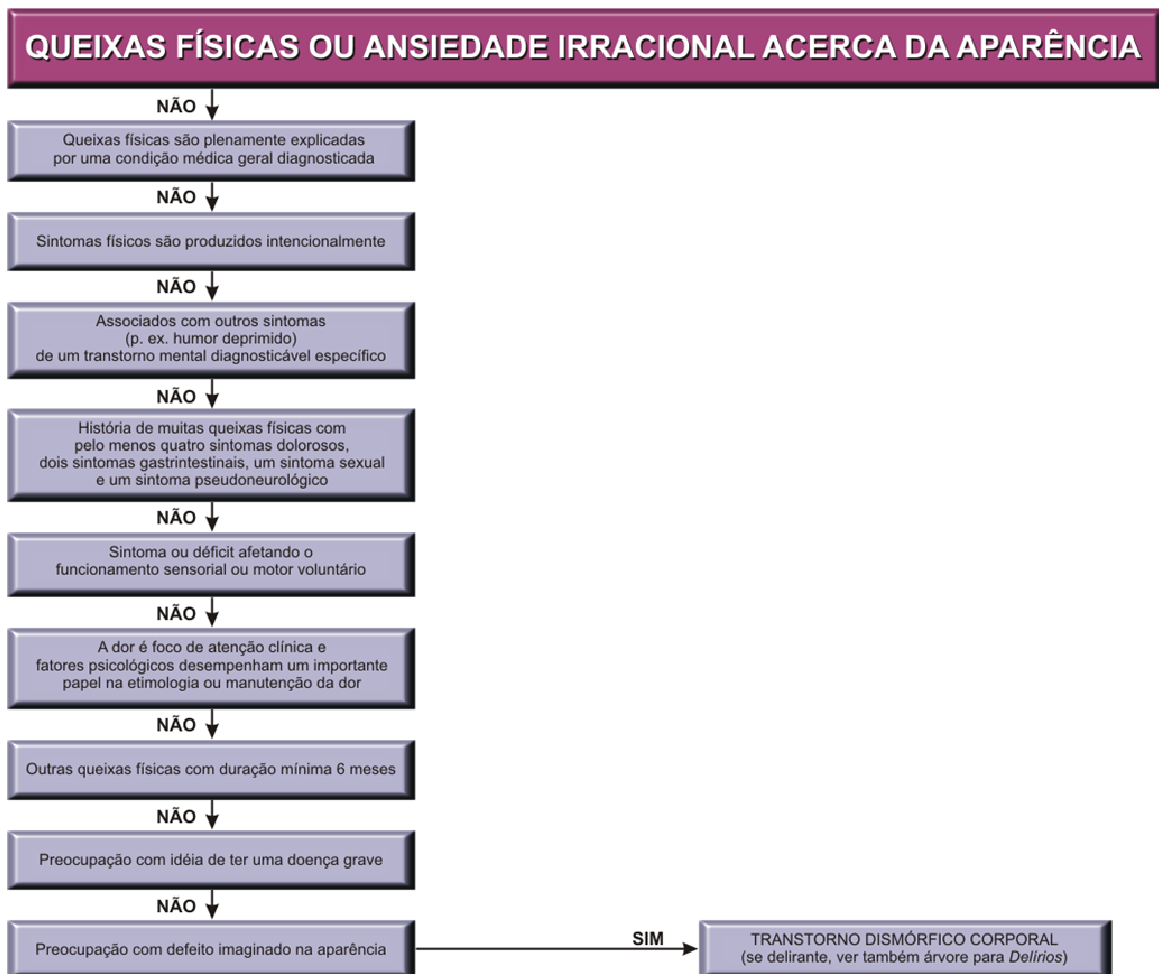 QUEIXAS FÍSICAS OU ANSIEDADE IRRACIONAL ACERCA DA APARÊNCIA
NÃO
Queixas físicas são plenamente explicadas
por uma condição médica geral diagnosticada
NÃO
Sintomas físicos são produzidos intencionalmente
NÃO
Associados com outros sintomas
(p. ex. humor deprimido)
de um transtorno mental diagnosticável específico
NÃO
História de muitas queixas físicas com
pelo menos quatro sintomas dolorosos,
dois sintomas gastrintestinais, um sintoma sexual
e um sintoma pseudoneurológico
NÃO
Sintoma ou déficit afetando o
funcionamento sensorial ou motor voluntário
NÃO
A dor é foco de atenção clínica e
fatores psicológicos desempenham um importante
papel na etimologia ou manutenção da dor
NÃO
Outras queixas físicas com duração mínima 6 meses
NÃO
Preocupação com idéia de ter uma doença grave
NÃO
Preocupação com defeito imaginado na aparência
SIM
TRANSTORNO DISMÓRFICO CORPORAL
(se delirante, ver também árvore para Delírios)